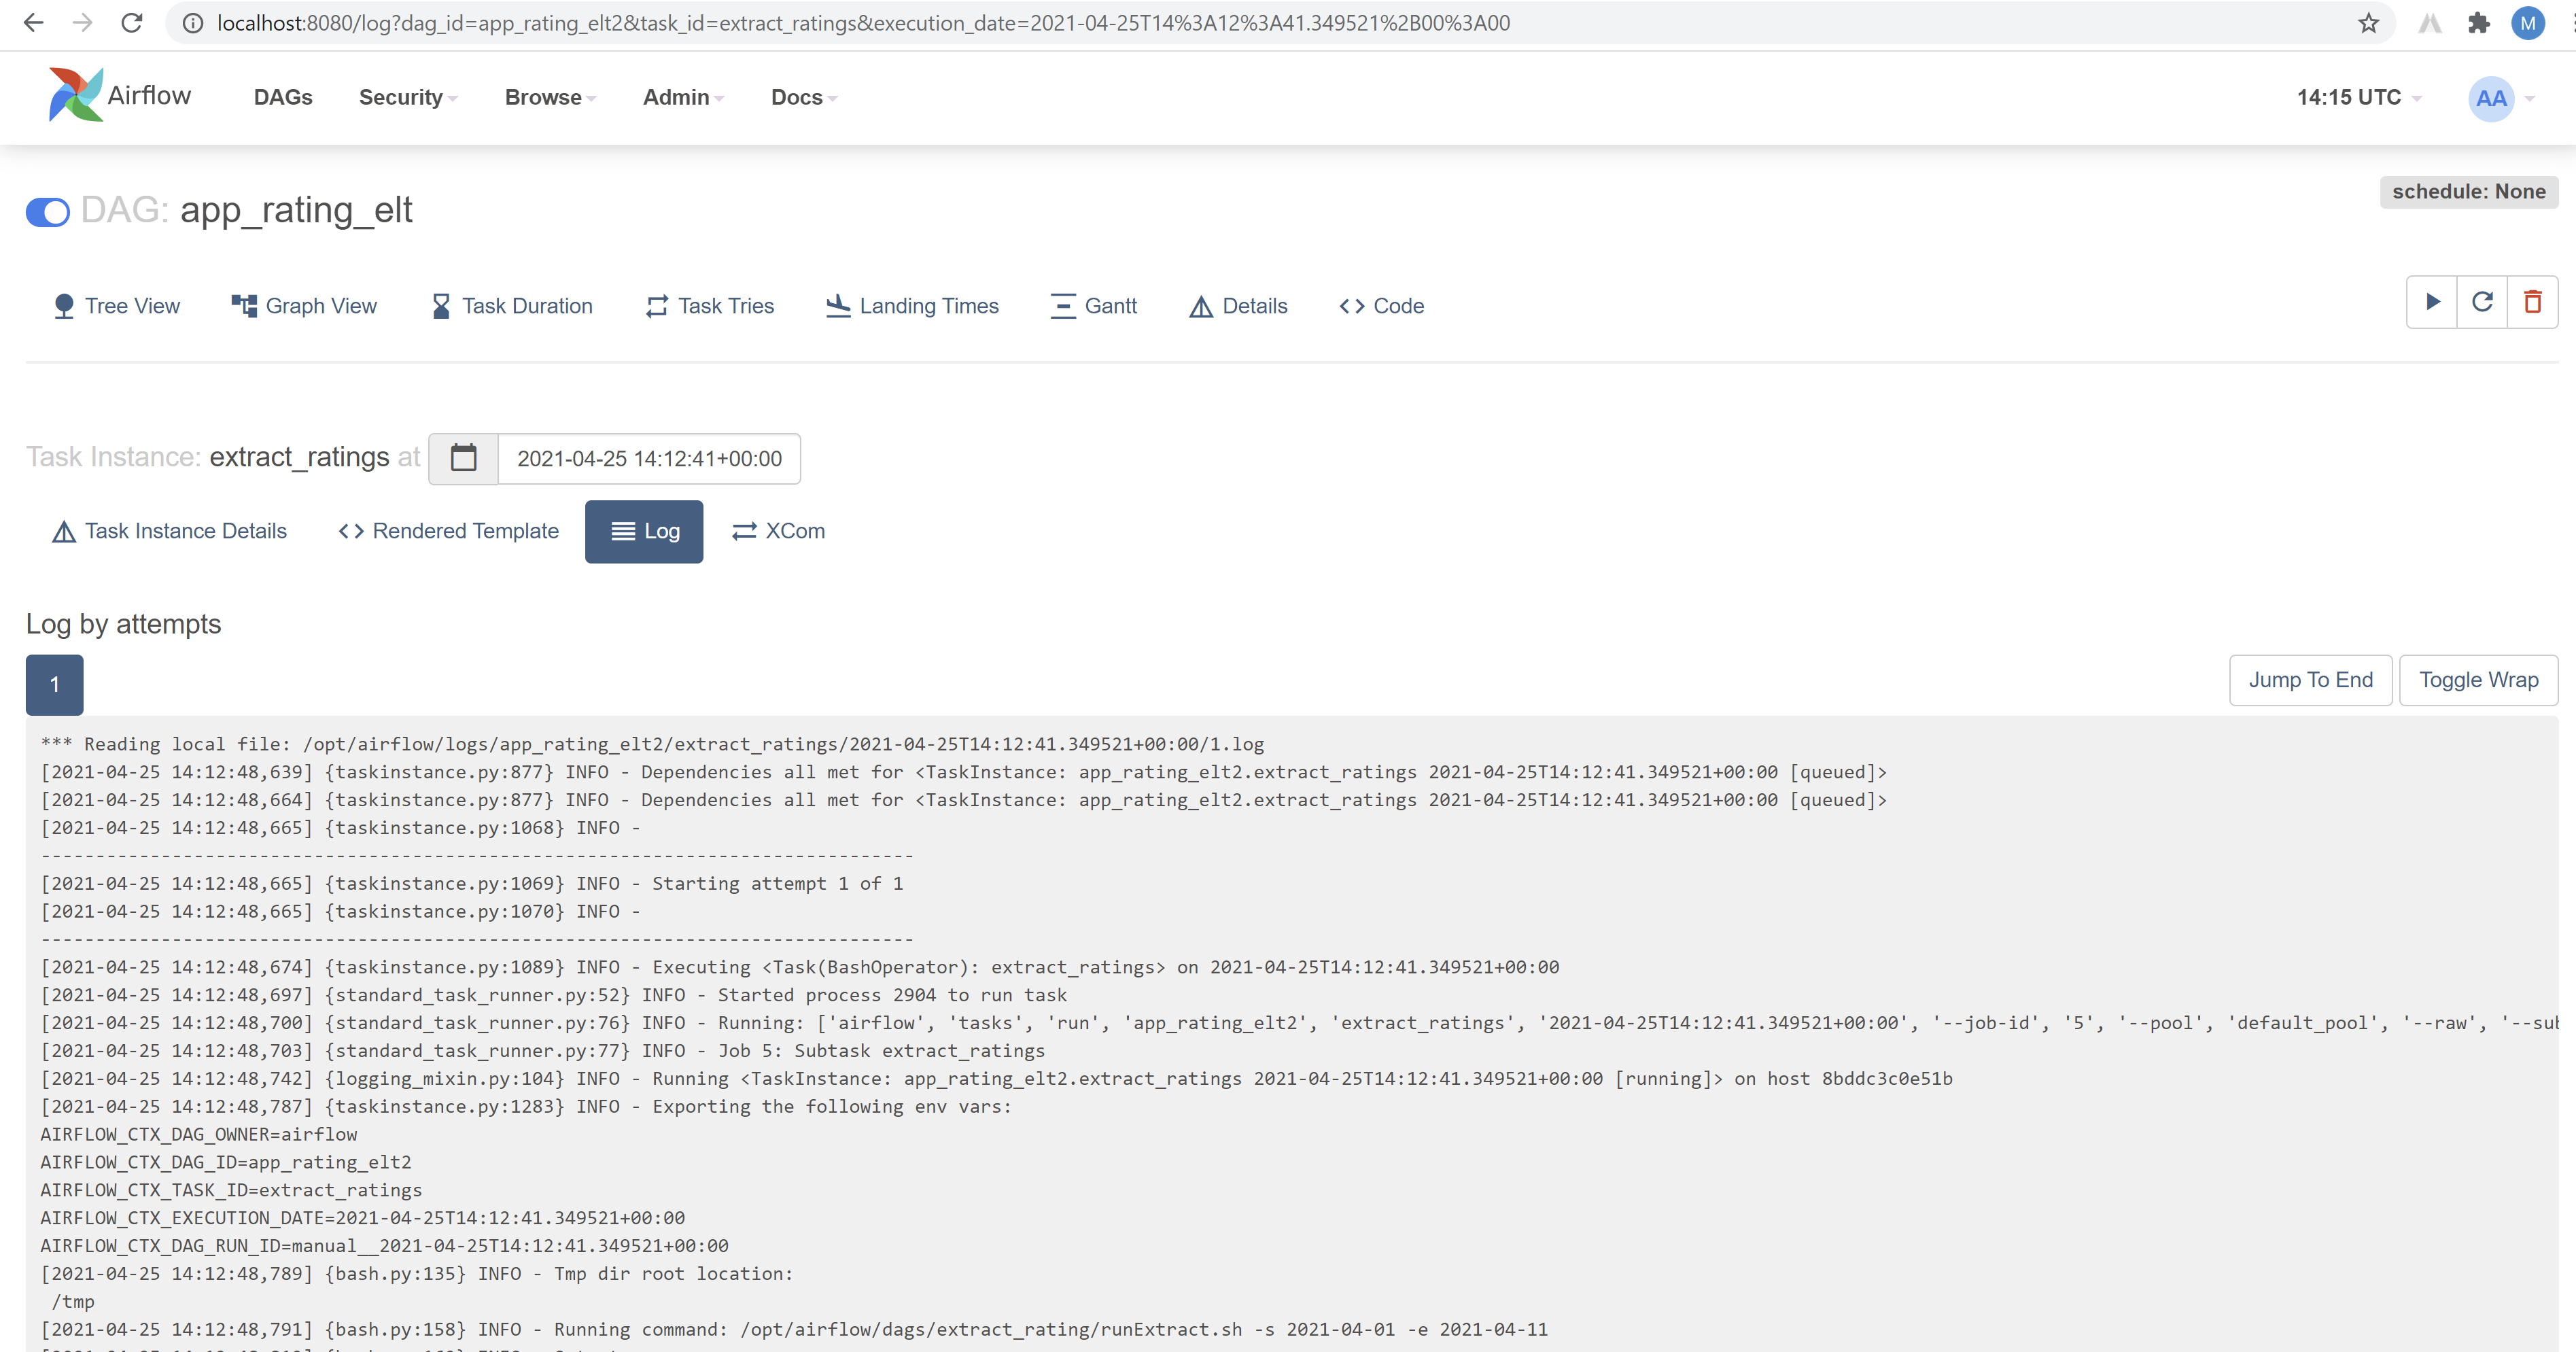 localhost:8080/log?dag_id=app_rating_elt2&task_id=extract_ratings&execution_date=2021-04-25T14%3A12%3A41.349521%2B00%3A00
M
Airflow DAGs Security Browse Admin Docs 14:15 UTC AA
DAG: app_rating_elt
schedule: None
Tree View Graph View Task Duration Task Tries Landing Times Gantt Details Code
Task Instance: extract_ratings at 2021-04-25 14:12:41+00:00
Task Instance Details Rendered Template Log XCom
Log by attempts
1 Jump To End Toggle Wrap
*** Reading local file: /opt/airflow/logs/app_rating_elt2/extract_ratings/2021-04-25T14:12:41.349521+00:00/1.log
[2021-04-25 14:12:48,639] {taskinstance.py:877} INFO - Dependencies all met for <TaskInstance: app_rating_elt2.extract_ratings 2021-04-25T14:12:41.349521+00:00 [queued]>
[2021-04-25 14:12:48,664] {taskinstance.py:877} INFO - Dependencies all met for <TaskInstance: app_rating_elt2.extract_ratings 2021-04-25T14:12:41.349521+00:00 [queued]>
[2021-04-25 14:12:48,665] {taskinstance.py:1068} INFO -
--------------------------------------------------------------------------------
[2021-04-25 14:12:48,665] {taskinstance.py:1069} INFO - Starting attempt 1 of 1
[2021-04-25 14:12:48,665] {taskinstance.py:1070} INFO -
--------------------------------------------------------------------------------
[2021-04-25 14:12:48,674] {taskinstance.py:1089} INFO - Executing <Task(BashOperator): extract_ratings> on 2021-04-25T14:12:41.349521+00:00
[2021-04-25 14:12:48,697] {standard_task_runner.py:52} INFO - Started process 2904 to run task
[2021-04-25 14:12:48,700] {standard_task_runner.py:76} INFO - Running: ['airflow', 'tasks', 'run', 'app_rating_elt2', 'extract_ratings', '2021-04-25T14:12:41.349521+00:00', '--job-id', '5', '--pool', 'default_pool', '--raw', '--sub
[2021-04-25 14:12:48,703] {standard_task_runner.py:77} INFO - Job 5: Subtask extract_ratings
[2021-04-25 14:12:48,742] {logging_mixin.py:104} INFO - Running <TaskInstance: app_rating_elt2.extract_ratings 2021-04-25T14:12:41.349521+00:00 [running]> on host 8bddc3c0e51b
[2021-04-25 14:12:48,787] {taskinstance.py:1283} INFO - Exporting the following env vars:
AIRFLOW_CTX_DAG_OWNER=airflow
AIRFLOW_CTX_DAG_ID=app_rating_elt2
AIRFLOW_CTX_TASK_ID=extract_ratings
AIRFLOW_CTX_EXECUTION_DATE=2021-04-25T14:12:41.349521+00:00
AIRFLOW_CTX_DAG_RUN_ID=manual__2021-04-25T14:12:41.349521+00:00
[2021-04-25 14:12:48,789] {bash.py:135} INFO - Tmp dir root location:
/tmp
[2021-04-25 14:12:48,791] {bash.py:158} INFO - Running command: /opt/airflow/dags/extract_rating/runExtract.sh -s 2021-04-01 -e 2021-04-11